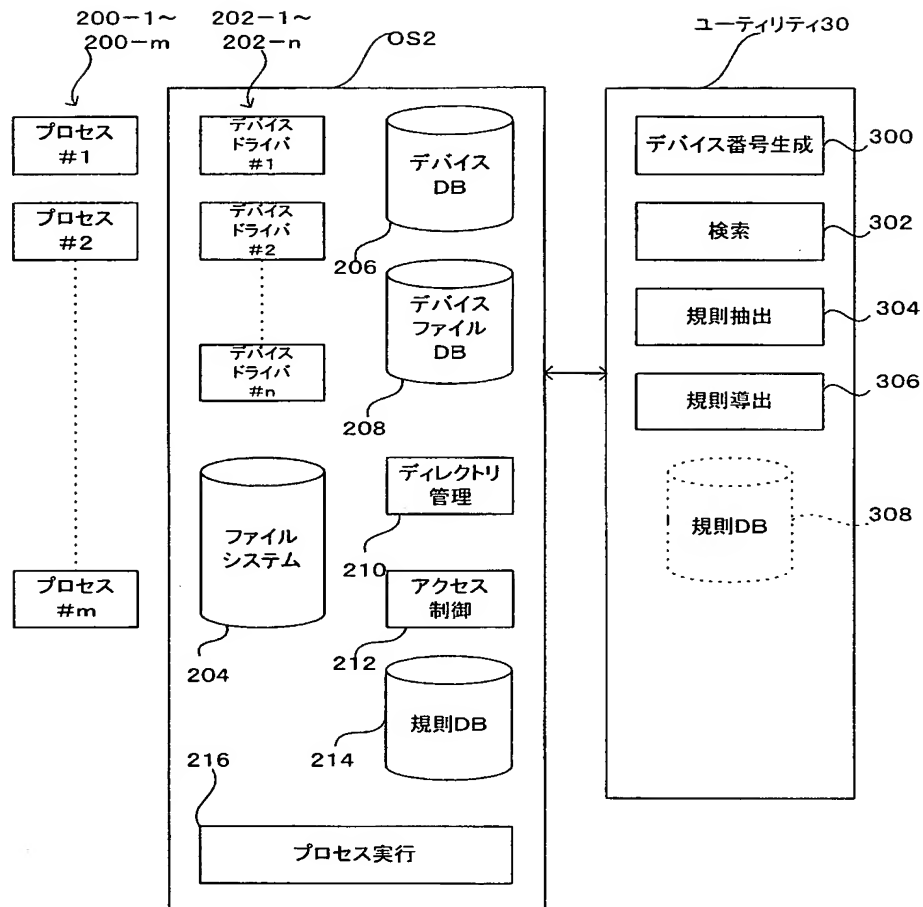 200-1~
200-m
202-1~
202-n
OS2
ユーティリティ30
プロセス
#1
プロセス
#2
プロセス
#m
デバイス
ドライバ
#1
デバイス
ドライバ
#2
デバイス
ドライバ
#n
デバイス
DB
206
デバイス
ファイル
DB
208
ファイル
システム
204
ディレクトリ
管理
210
アクセス
制御
212
規則DB
214
216
プロセス実行
デバイス番号生成
300
検索
302
規則抽出
304
規則導出
306
規則DB
308